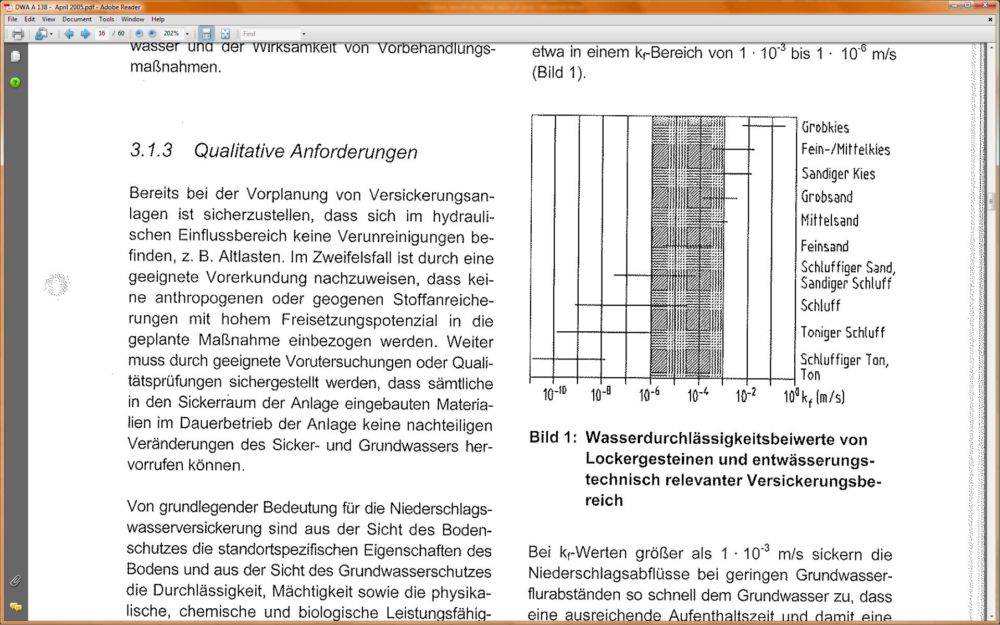 DWA A 138 - April 2005.pdf - Adobe Reader
File Edit View Document Tools Window Help
16 / 60 202% Find
wasser und der Wirksamkeit von Vorbehandlungs-
maßnahmen.
3.1.3 Qualitative Anforderungen
Bereits bei der Vorplanung von Versickerungsan-
lagen ist sicherzustellen, dass sich im hydrauli-
schen Einflussbereich keine Verunreinigungen be-
finden, z. B. Altlasten. Im Zweifelsfall ist durch eine
geeignete Vorerkundung nachzuweisen, dass kei-
ne anthropogenen oder geogenen Stoffanreiche-
rungen mit hohem Freisetzungspotenzial in die
geplante Maßnahme einbezogen werden. Weiter
muss durch geeignete Vorutersuchungen oder Quali-
tätsprüfungen sichergestellt werden, dass sämtliche
in den Sickerraum der Anlage eingebauten Materia-
lien im Dauerbetrieb der Anlage keine nachteiligen
Veränderungen des Sicker- und Grundwassers her-
vorrufen können.
Von grundlegender Bedeutung für die Niederschlags-
wasserversickerung sind aus der Sicht des Boden-
schutzes die standortspezifischen Eigenschaften des
Bodens und aus der Sicht des Grundwasserschutzes
die Durchlässigkeit, Mächtigkeit sowie die physika-
lische, chemische und biologische Leistungsfähig-
etwa in einem kf-Bereich von 1 · 10⁻³ bis 1 · 10⁻⁶ m/s
(Bild 1).
Grobkies
Fein-/Mittelkies
Sandiger Kies
Grobsand
Mittelsand
Feinsand
Schluffiger Sand,
Sandiger Schluff
Schluff
Toniger Schluff
Schluffiger Ton,
Ton
10⁻¹⁰ 10⁻⁸ 10⁻⁶ 10⁻⁴ 10⁻² 10⁰ kf (m/s)
Bild 1: Wasserdurchlässigkeitsbeiwerte von
Lockergesteinen und entwässerungs-
technisch relevanter Versickerungsbe-
reich
Bei kf-Werten größer als 1 · 10⁻³ m/s sickern die
Niederschlagsabflüsse bei geringen Grundwasser-
flurabständen so schnell dem Grundwasser zu, dass
eine ausreichende Aufenthaltszeit und damit eine